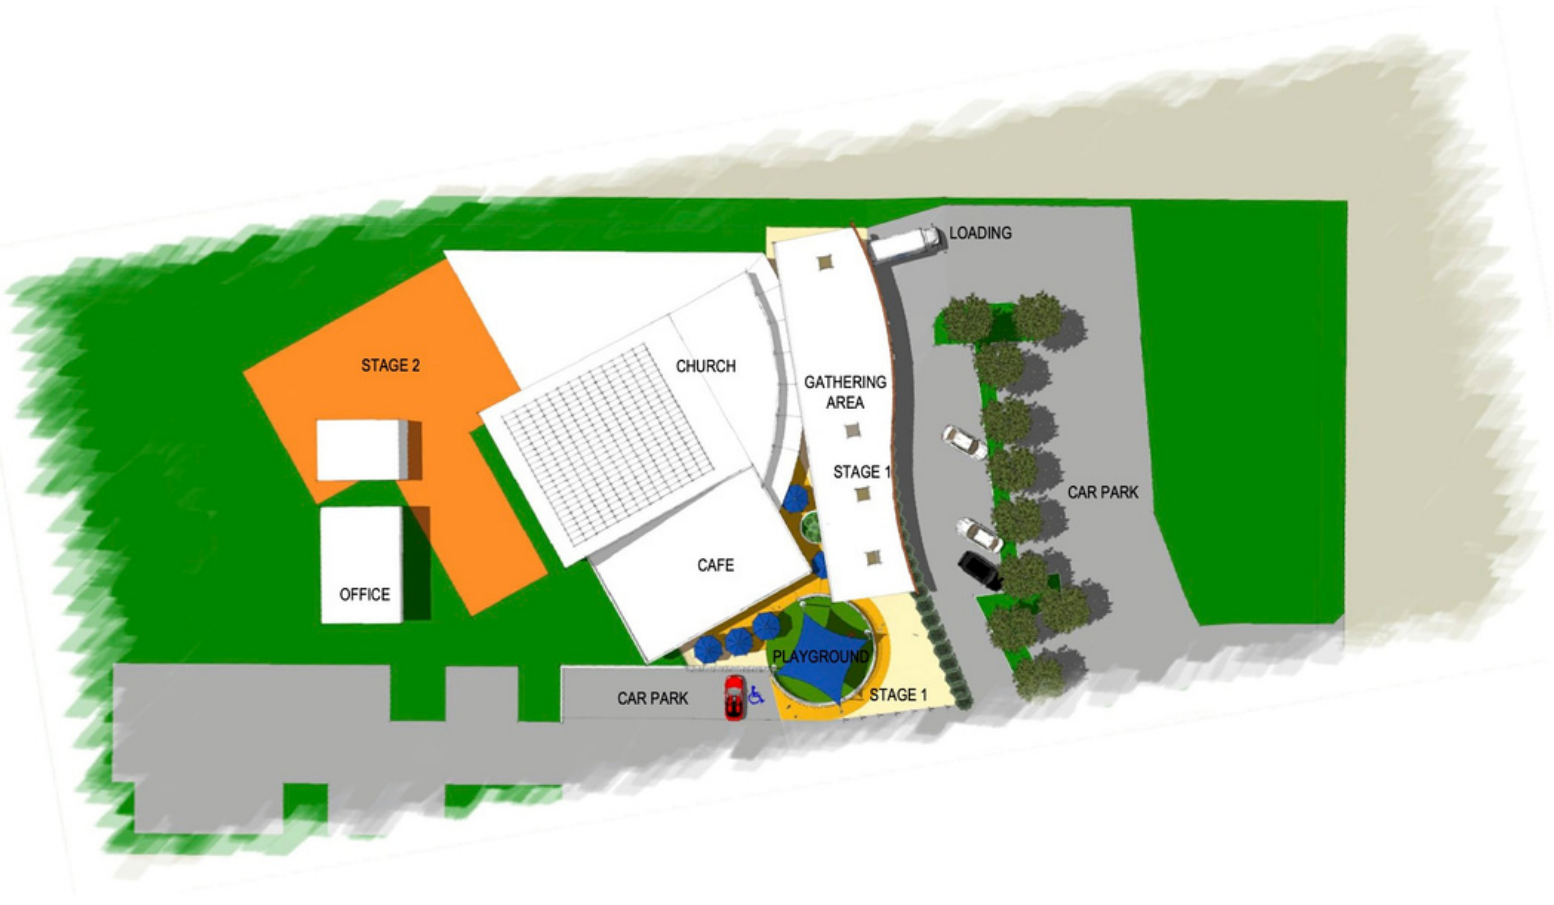 LOADING
STAGE 2
CHURCH
GATHERING
AREA
STAGE 1
CAR PARK
CAFE
OFFICE
PLAYGROUND
CAR PARK
STAGE 1